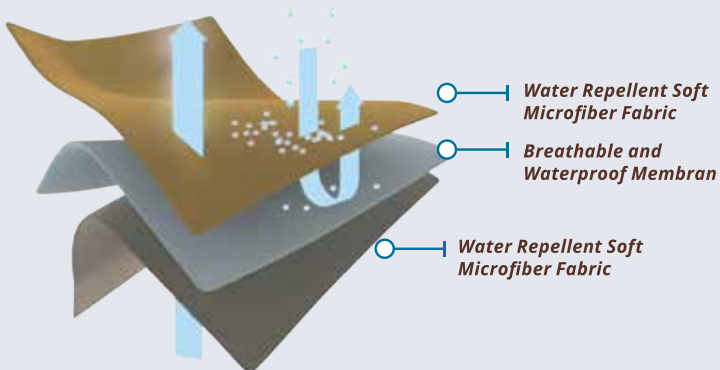 Water Repellent Soft
Microfiber Fabric
Breathable and
Waterproof Membran
Water Repellent Soft
Microfiber Fabric